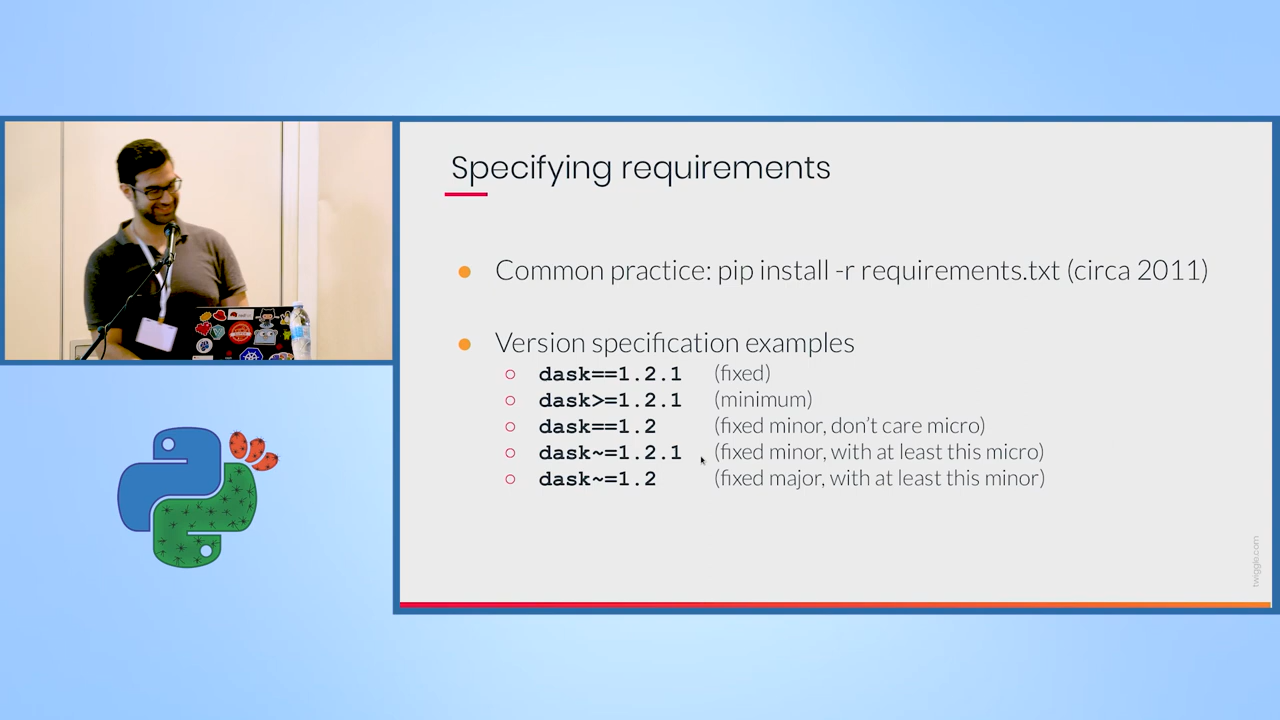 Specifying requirements
● Common practice: pip install -r requirements.txt (circa 2011)
● Version specification examples
○ dask==1.2.1 (fixed)
○ dask>=1.2.1 (minimum)
○ dask==1.2 (fixed minor, don't care micro)
○ dask~=1.2.1 (fixed minor, with at least this micro)
○ dask~=1.2 (fixed major, with at least this minor)
twiggle.com